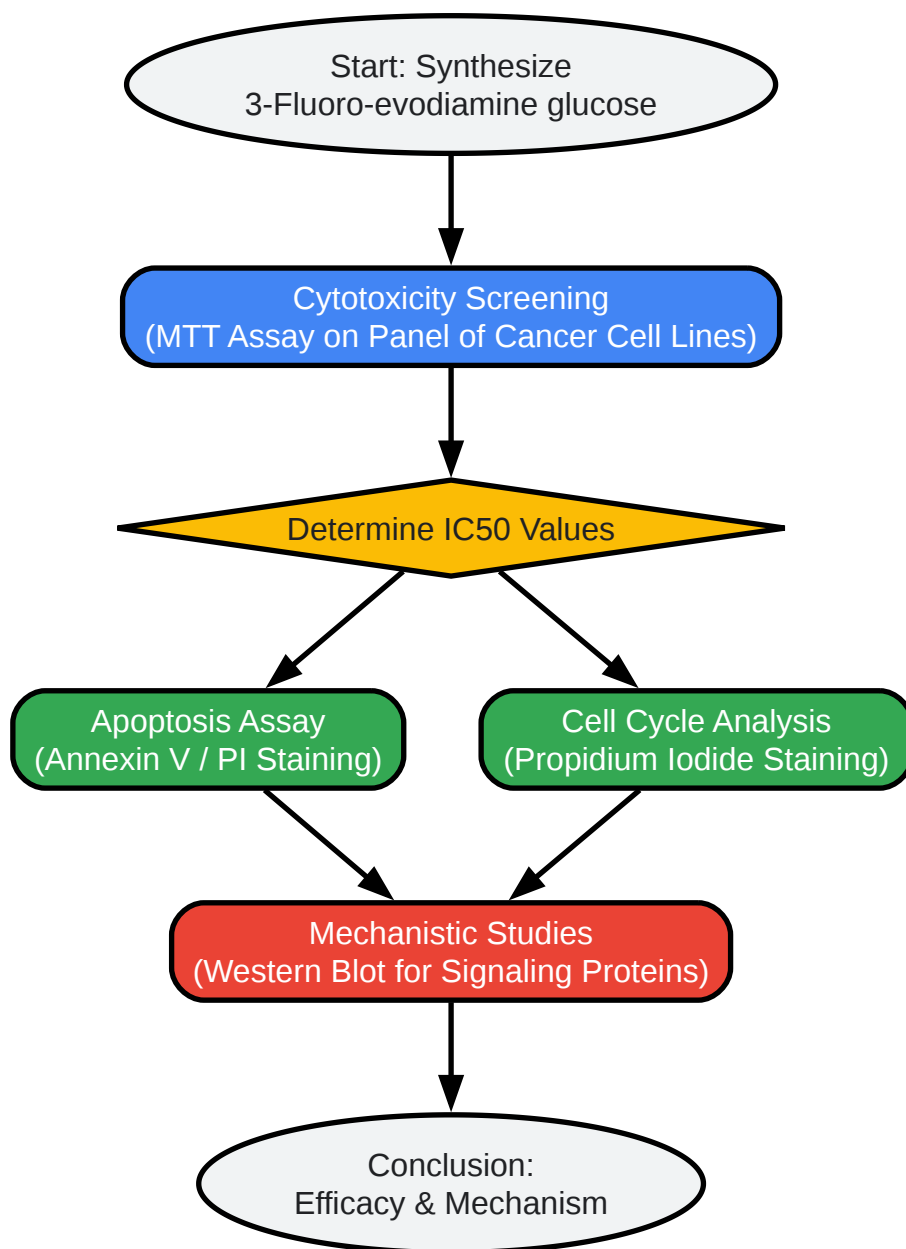 Start: Synthesize
3-Fluoro-evodiamine glucose
Cytotoxicity Screening
(MTT Assay on Panel of Cancer Cell Lines)
Determine IC50 Values
Apoptosis Assay
(Annexin V / PI Staining)
Cell Cycle Analysis
(Propidium Iodide Staining)
Mechanistic Studies
(Western Blot for Signaling Proteins)
Conclusion:
Efficacy & Mechanism